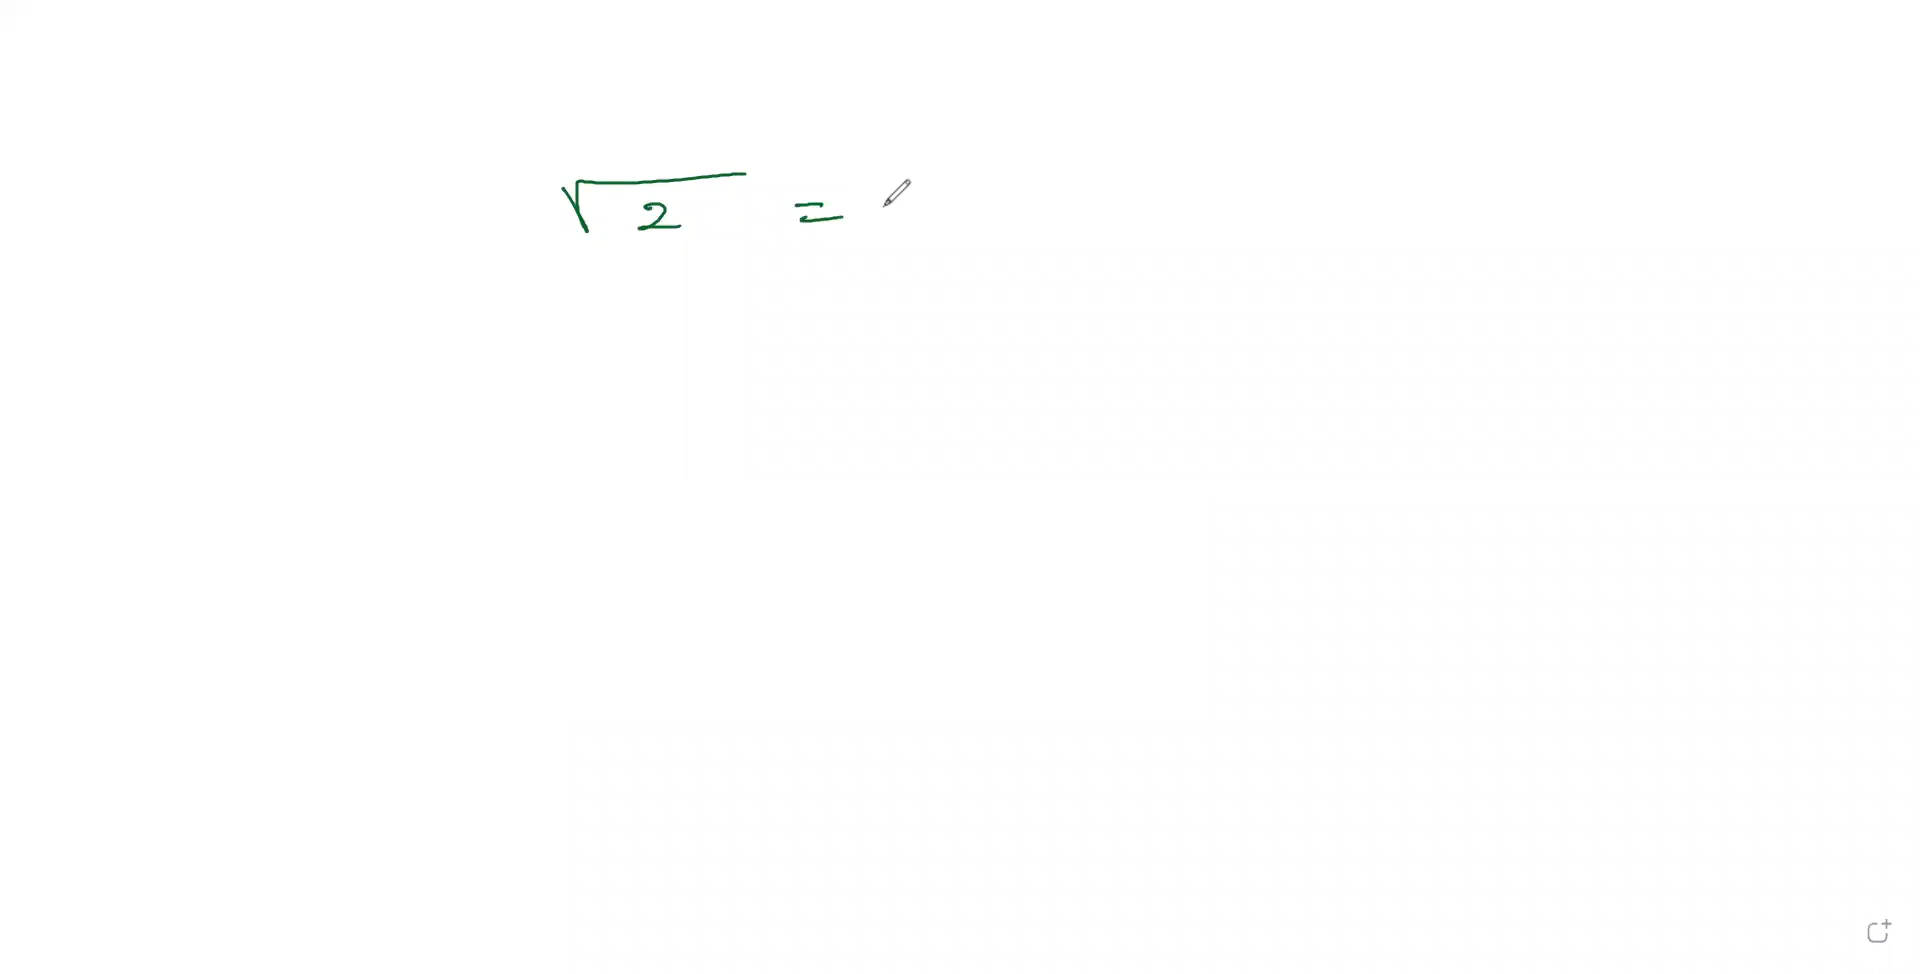 √2 =